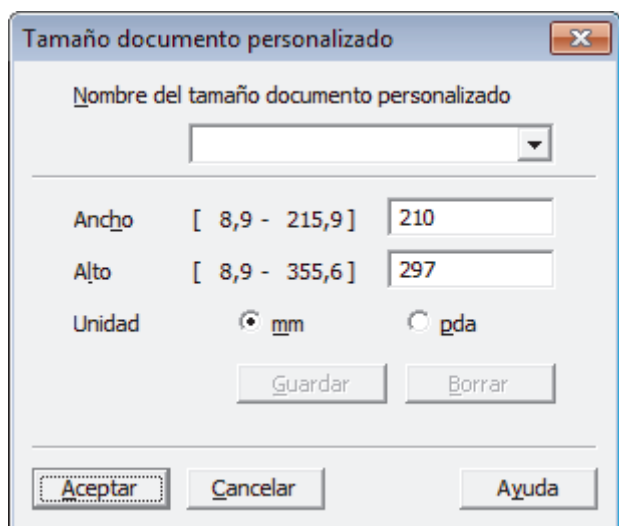 Tamaño documento personalizado
Nombre del tamaño documento personalizado
Ancho [ 8,9 - 215,9 ] 210
Alto [ 8,9 - 355,6 ] 297
Unidad mm pda
Guardar Borrar
Aceptar Cancelar Ayuda